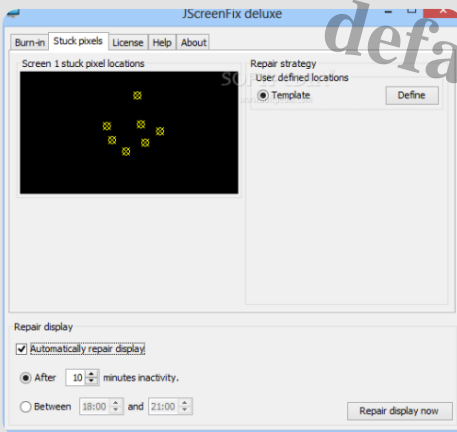 JScreenFix deluxe
Burn-in Stuck pixels License Help About
Screen 1 stuck pixel locations
Repair strategy
User defined locations
Template Define
Repair display
Automatically repair display
After 10 minutes inactivity.
Between 18:00 and 21:00
Repair display now